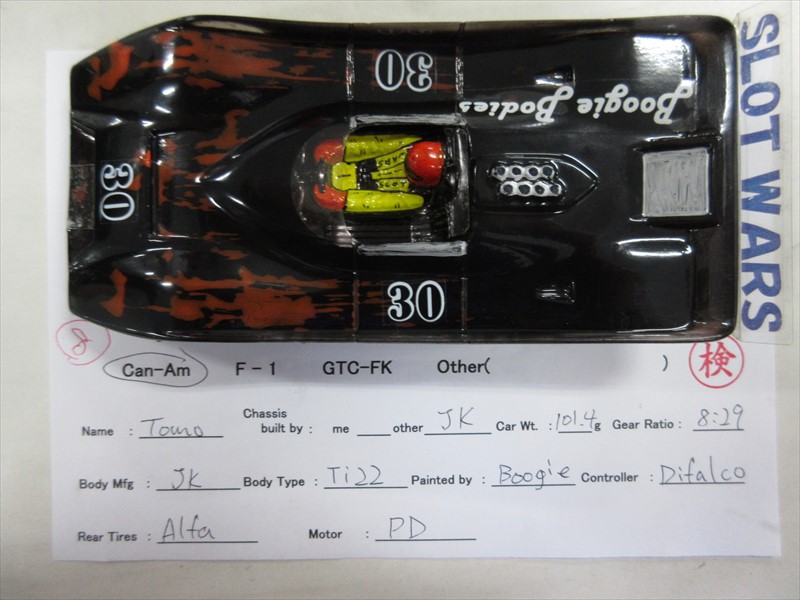 30
Boogie Bodies
30
30
SLOT WARS
8
検
Can-Am F-1 GTC-FK Other( )
Name : Tomo Chassis built by : me other JK Car Wt. : 101.4g Gear Ratio : 8:29
Body Mfg : JK Body Type : Ti22 Painted by : Boogie Controller : Difalco
Rear Tires : Alfa Motor : PD